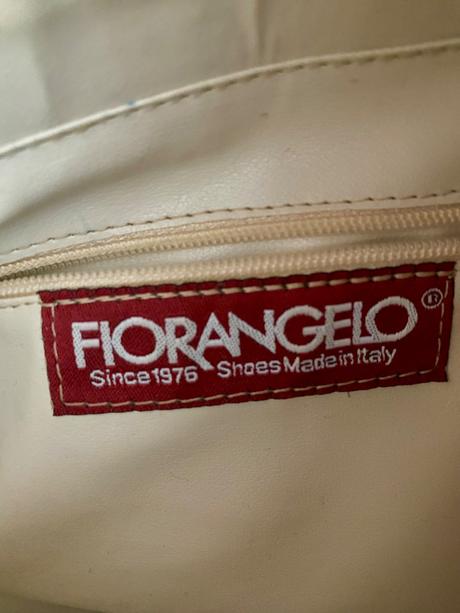 FIORANGELO®
Since 1976 Shoes Made in Italy